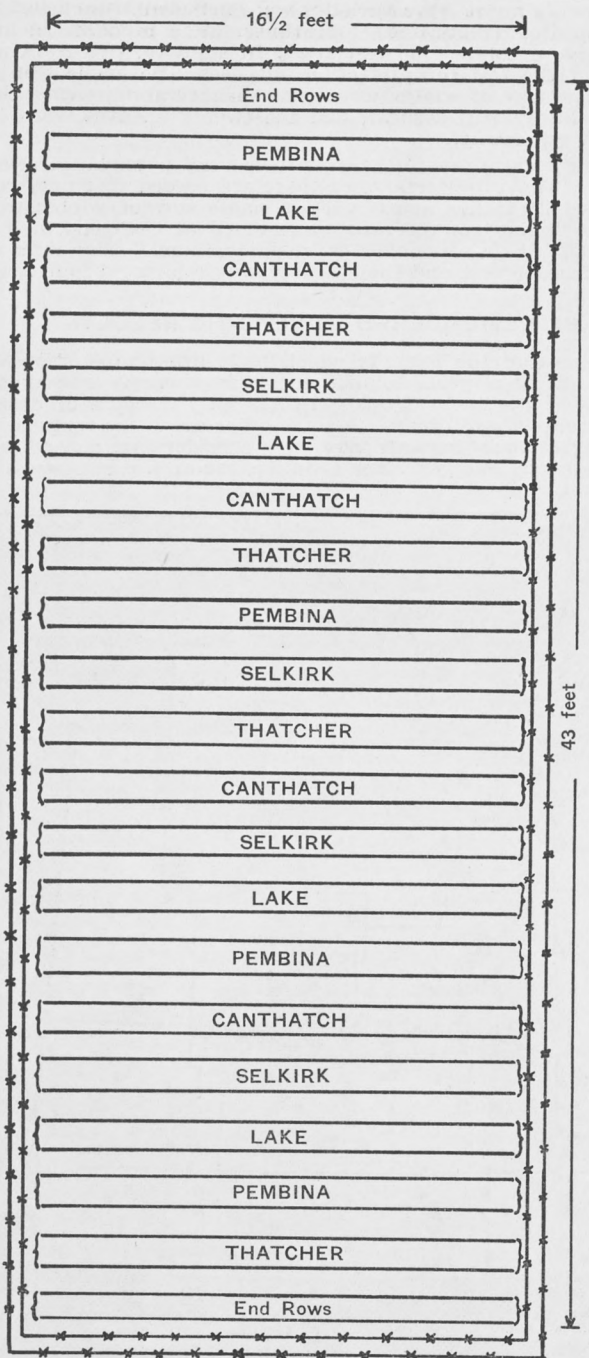 16½ feet
End Rows
PEMBINA
LAKE
CANTHATCH
THATCHER
SELKIRK
LAKE
CANTHATCH
THATCHER
PEMBINA
SELKIRK
THATCHER
CANTHATCH
SELKIRK
LAKE
PEMBINA
CANTHATCH
SELKIRK
LAKE
PEMBINA
THATCHER
End Rows
43 feet